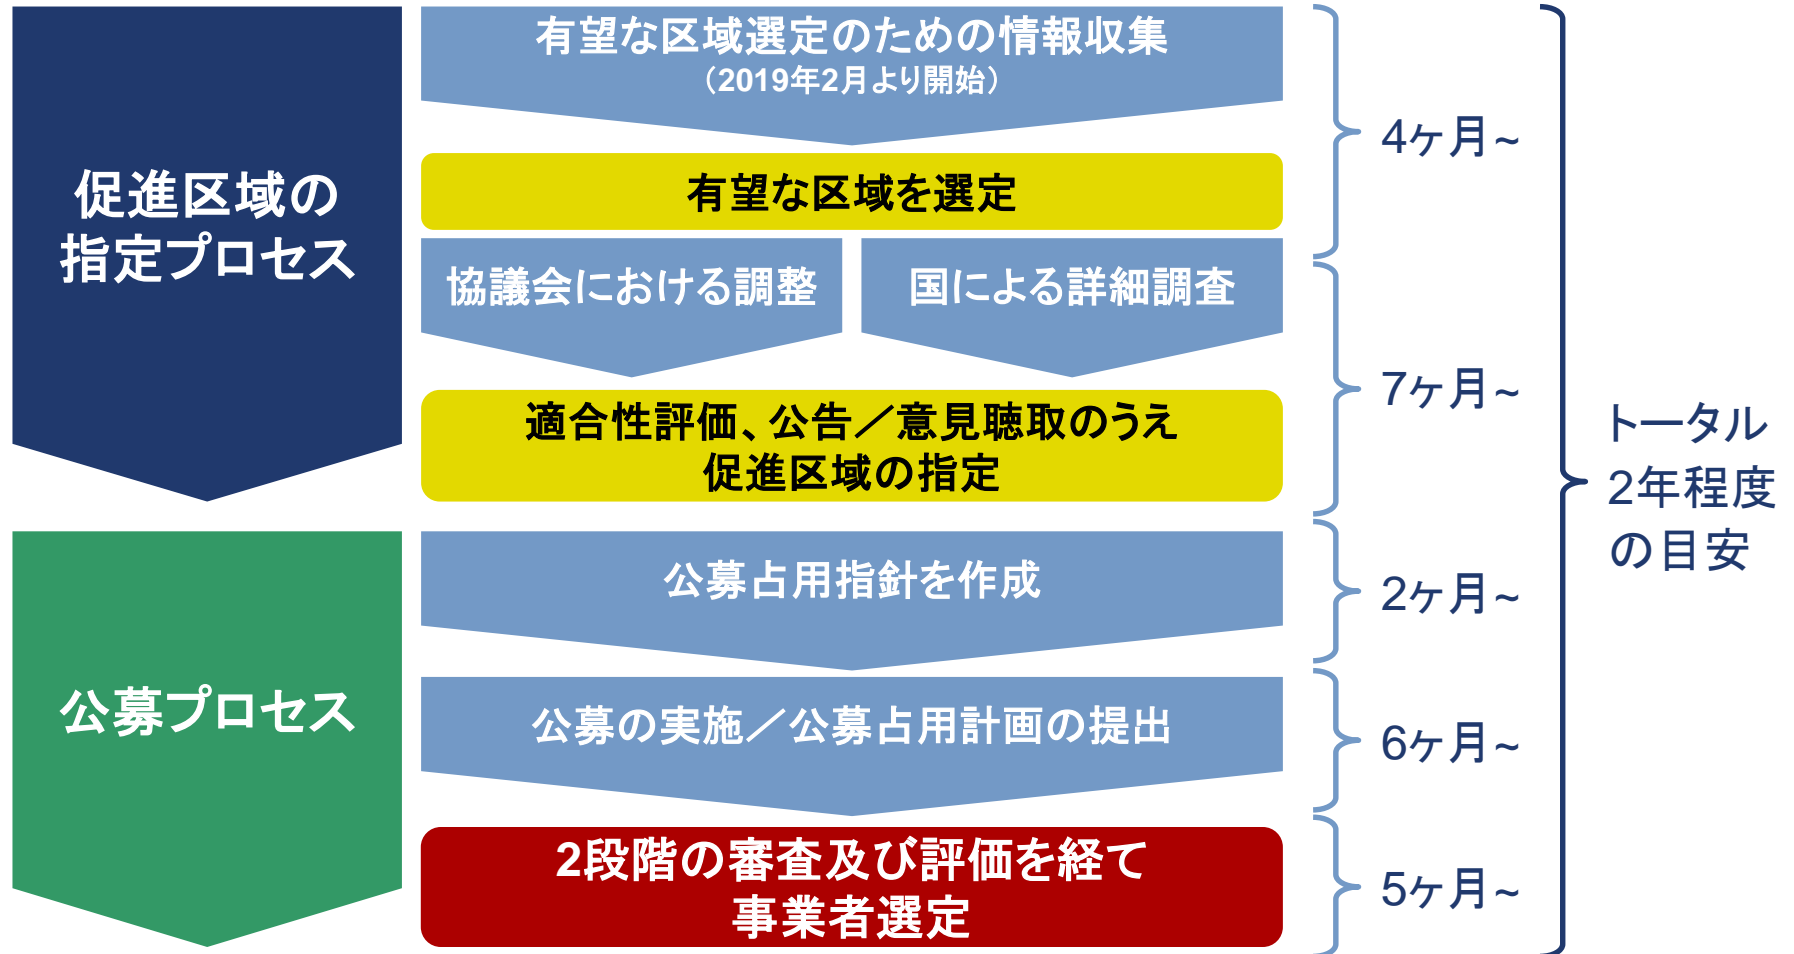 促進区域の
指定プロセス
有望な区域選定のための情報収集
（2019年2月より開始）
有望な区域を選定
4ヶ月~
協議会における調整
国による詳細調査
適合性評価、公告／意見聴取のうえ
促進区域の指定
7ヶ月~
公募プロセス
公募占用指針を作成
2ヶ月~
公募の実施／公募占用計画の提出
6ヶ月~
2段階の審査及び評価を経て
事業者選定
5ヶ月~
トータル
2年程度
の目安